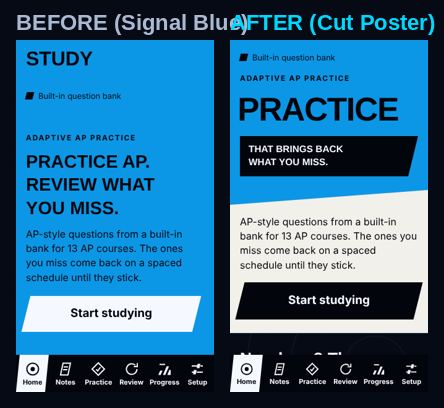 BEFORE (Signal Blue)
STUDY
Built-in question bank
ADAPTIVE AP PRACTICE
PRACTICE AP.
REVIEW WHAT
YOU MISS.
AP-style questions from a built-in
bank for 13 AP courses. The ones
you miss come back on a spaced
schedule until they stick.
Start studying
Home Notes Practice Review Progress Setup
AFTER (Cut Poster)
Built-in question bank
ADAPTIVE AP PRACTICE
PRACTICE
THAT BRINGS BACK
WHAT YOU MISS.
AP-style questions from a built-in
bank for 13 AP courses. The ones
you miss come back on a spaced
schedule until they stick.
Start studying
Home Notes Practice Review Progress Setup